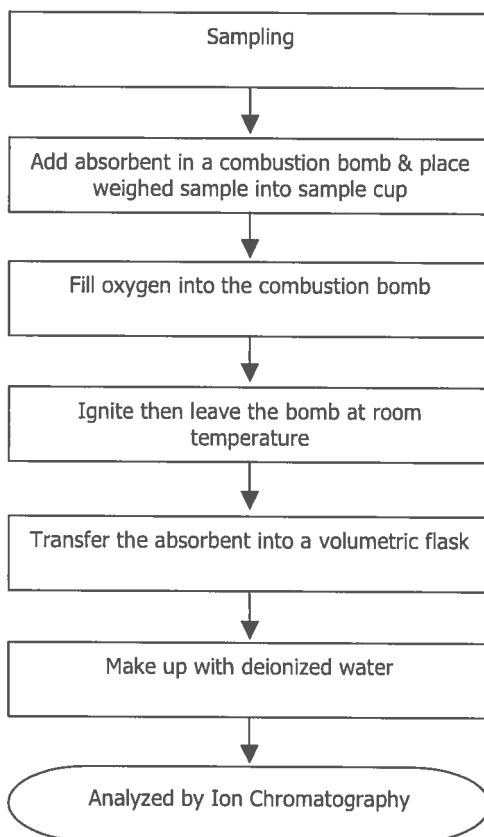 Sampling
Add absorbent in a combustion bomb & place
weighed sample into sample cup
Fill oxygen into the combustion bomb
Ignite then leave the bomb at room
temperature
Transfer the absorbent into a volumetric flask
Make up with deionized water
Analyzed by Ion Chromatography